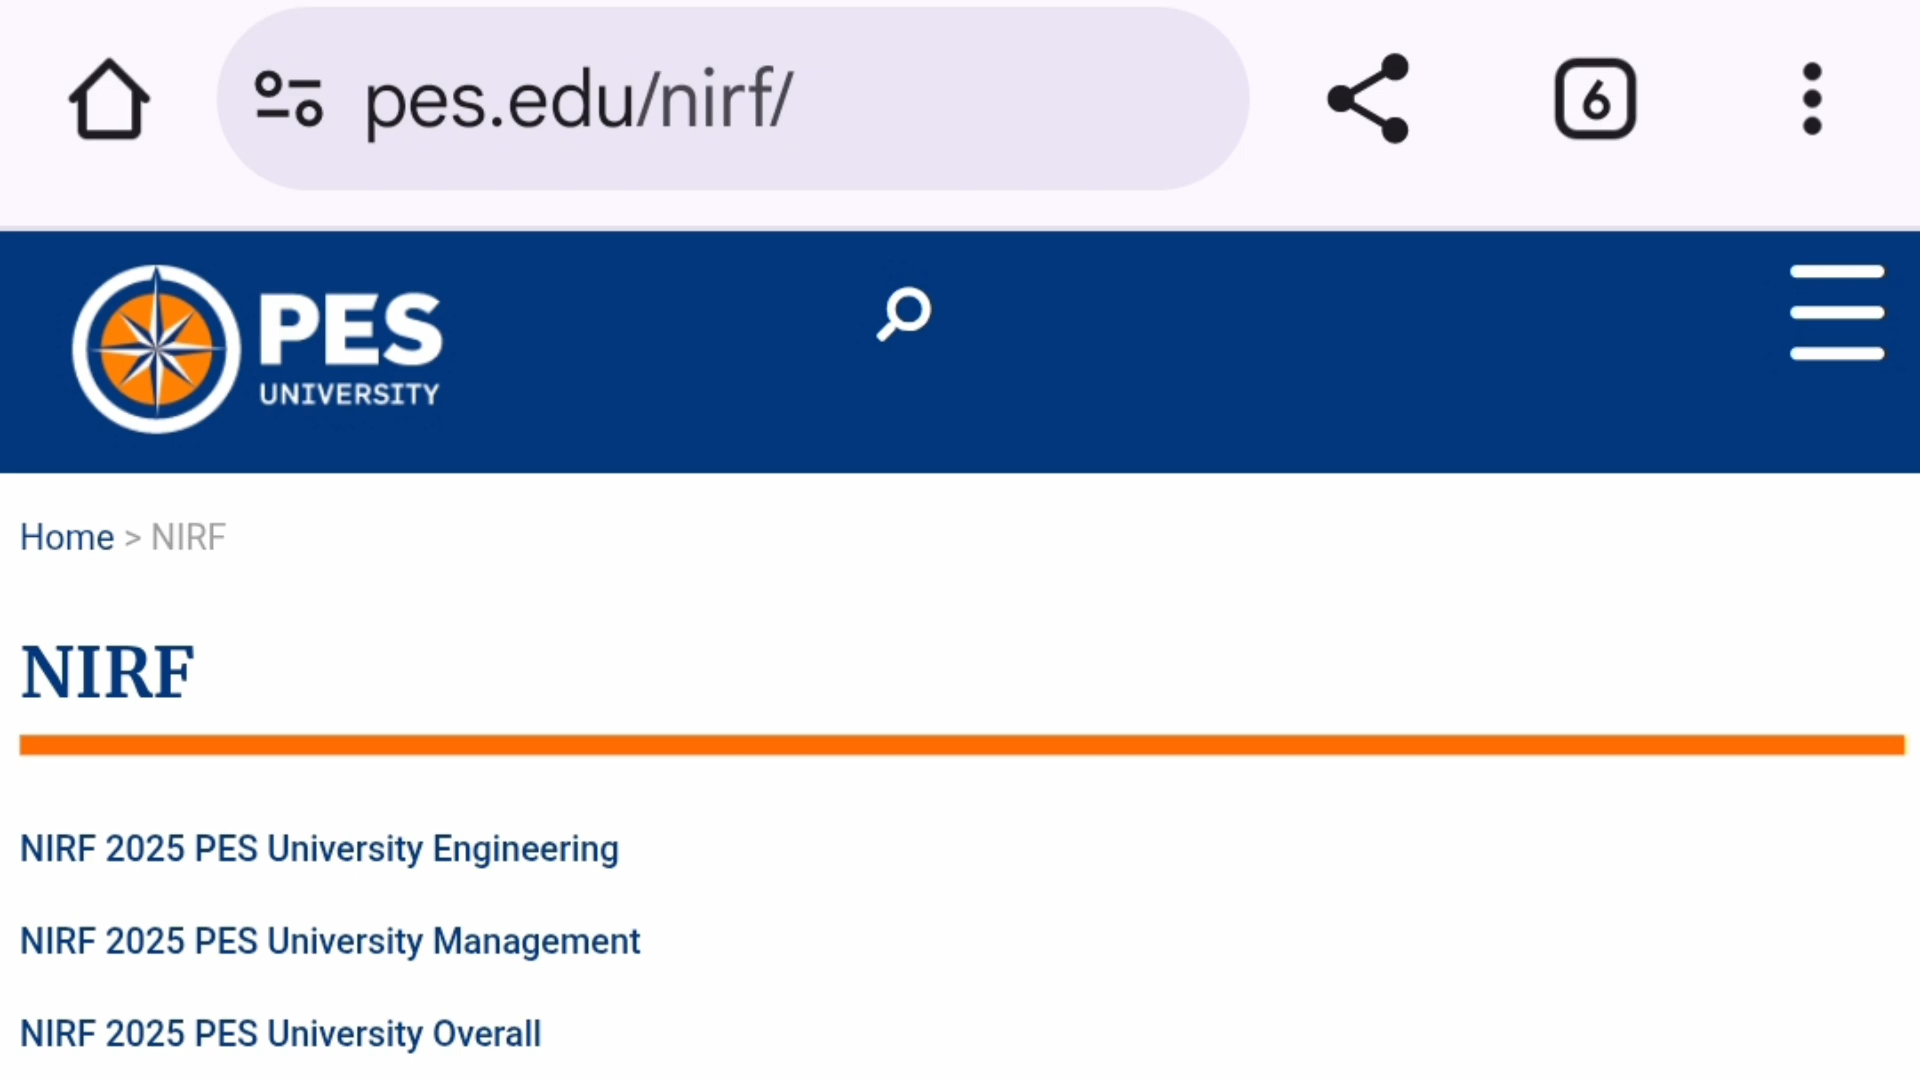 pes.edu/nirf/
6
PES
UNIVERSITY
Home > NIRF
NIRF
NIRF 2025 PES University Engineering
NIRF 2025 PES University Management
NIRF 2025 PES University Overall